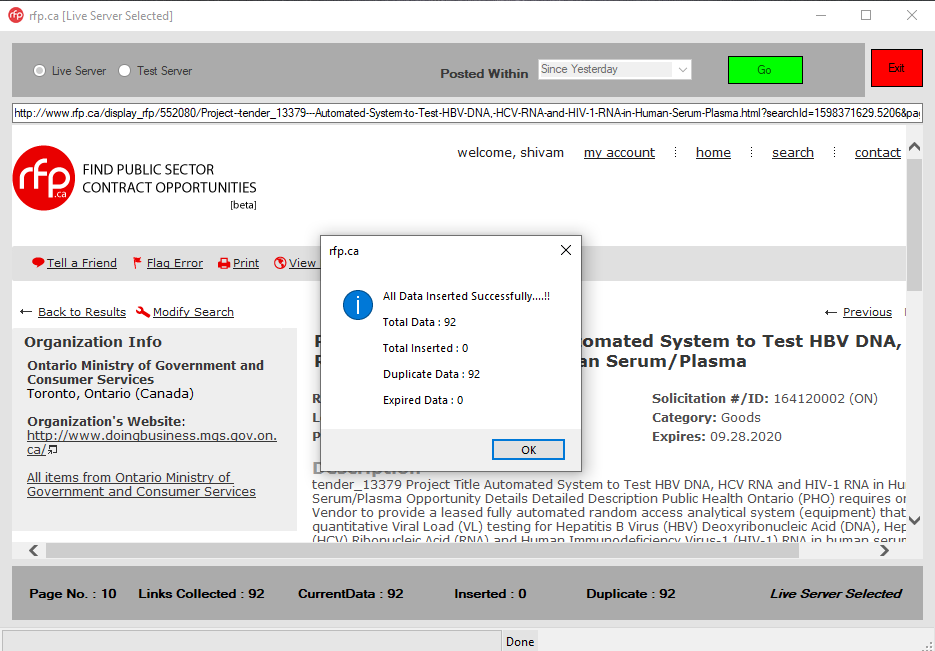 rfp.ca [Live Server Selected]
Live Server
Test Server
Posted Within
Since Yesterday
Go
Exit
http://www.rfp.ca/display_rfp/552080/Project--tender_13379---Automated-System-to-Test-HBV-DNA,-HCV-RNA-and-HIV-1-RNA-in-Human-Serum-Plasma.html?searchId=1598371629.5206&pag
welcome, shivam
my account
home
search
contact
rfp
.ca
FIND PUBLIC SECTOR
CONTRACT OPPORTUNITIES
[beta]
Tell a Friend
Flag Error
Print
View
← Back to Results
Modify Search
← Previous
Organization Info
Ontario Ministry of Government and
Consumer Services
Toronto, Ontario (Canada)
Organization's Website:
http://www.doingbusiness.mgs.gov.on.
ca/
All items from Ontario Ministry of
Government and Consumer Services
rfp.ca
All Data Inserted Successfully....!!
Total Data : 92
Total Inserted : 0
Duplicate Data : 92
Expired Data : 0
OK
omated System to Test HBV DNA,
an Serum/Plasma
Solicitation #/ID: 164120002 (ON)
Category: Goods
Expires: 09.28.2020
Description
tender_13379 Project Title Automated System to Test HBV DNA, HCV RNA and HIV-1 RNA in Hu
Serum/Plasma Opportunity Details Detailed Description Public Health Ontario (PHO) requires or
Vendor to provide a leased fully automated random access analytical system (equipment) that
quantitative Viral Load (VL) testing for Hepatitis B Virus (HBV) Deoxyribonucleic Acid (DNA), Hep
(HCV) Ribonucleic Acid (RNA) and Human Immunodeficiency Virus-1 (HIV-1) RNA in human serum
Page No. : 10
Links Collected : 92
CurrentData : 92
Inserted : 0
Duplicate : 92
Live Server Selected
Done